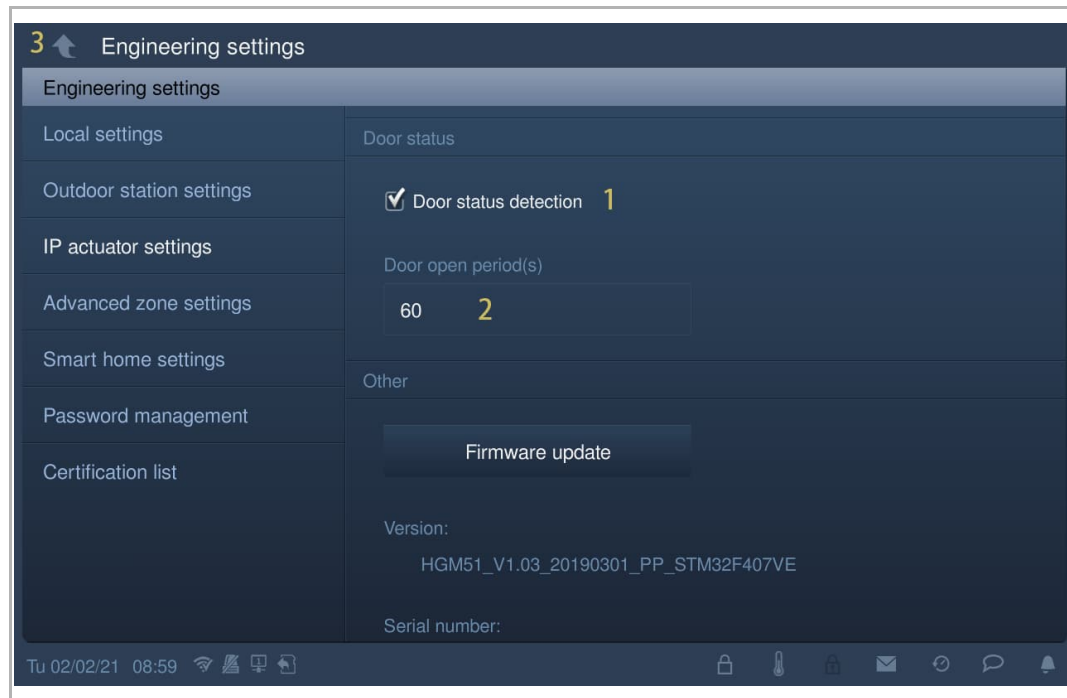 3 Engineering settings
Engineering settings
Local settings
Outdoor station settings
IP actuator settings
Advanced zone settings
Smart home settings
Password management
Certification list
Door status
Door status detection 1
Door open period(s)
60 2
Other
Firmware update
Version:
HGM51_V1.03_20190301_PP_STM32F407VE
Serial number:
Tu 02/02/21 08:59